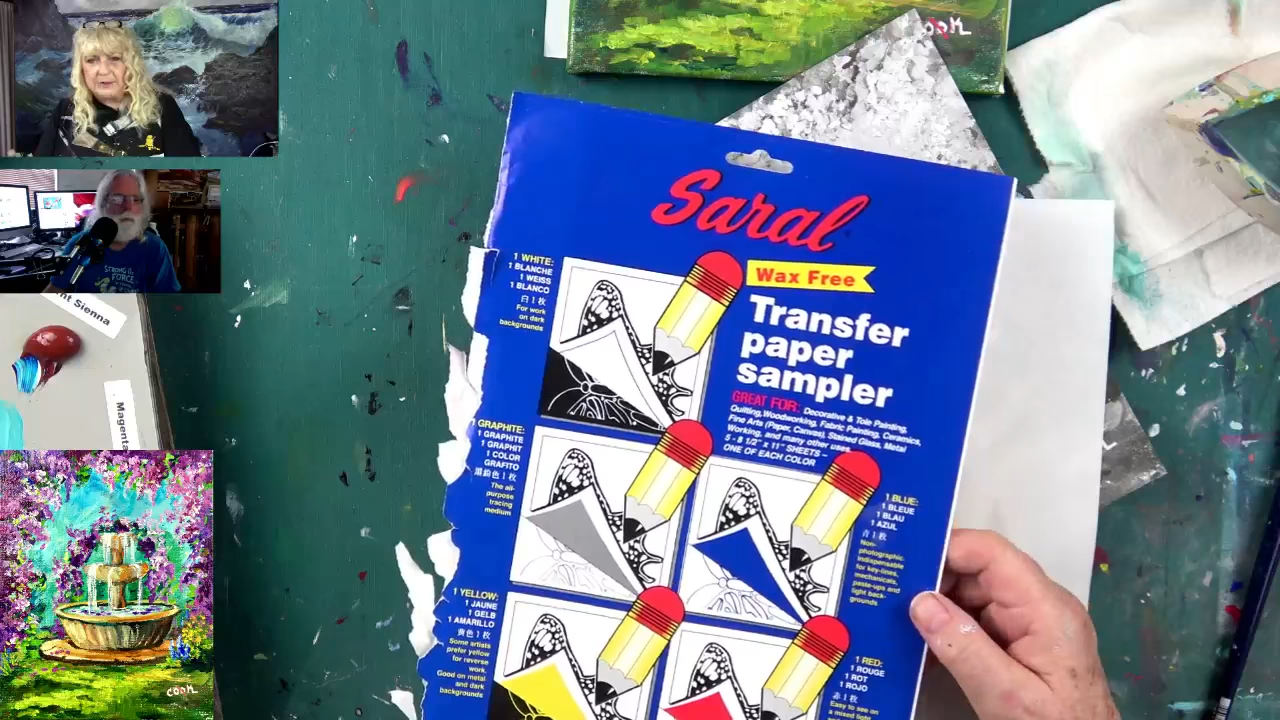 cook
Saral
Wax Free
Transfer
paper
sampler
GREAT FOR: Decorative & Tole Painting,
Quilting, Woodworking, Fabric Painting, Ceramics,
Fine Arts (Paper, Canvas), Stained Glass, Metal
Working, and many other uses.
5 - 8 1/2" x 11" SHEETS –
ONE OF EACH COLOR
1 WHITE:
1 BLANCHE
1 WEISS
1 BLANCO
白1枚
For work
on dark
backgrounds
GRAPHITE:
1 GRAPHITE
1 GRAPHIT
1 COLOR
GRAFITO
黒鉛色1枚
The all-
purpose
tracing
medium
1 BLUE:
1 BLEUE
1 BLAU
1 AZUL
青1枚
Non-
photographic-
indispensable
for key-lines,
mechanicals,
paste-ups and
light back-
grounds
1 YELLOW:
1 JAUNE
1 GELB
1 AMARILLO
黄色1枚
Some artists
prefer yellow
for reverse
work.
Good on metal
and dark
backgrounds
1 RED:
1 ROUGE
1 ROT
1 ROJO
赤1枚
Easy to see on
a mixed light
STRONG
FORCE
nt Sienna
Magenta
cook